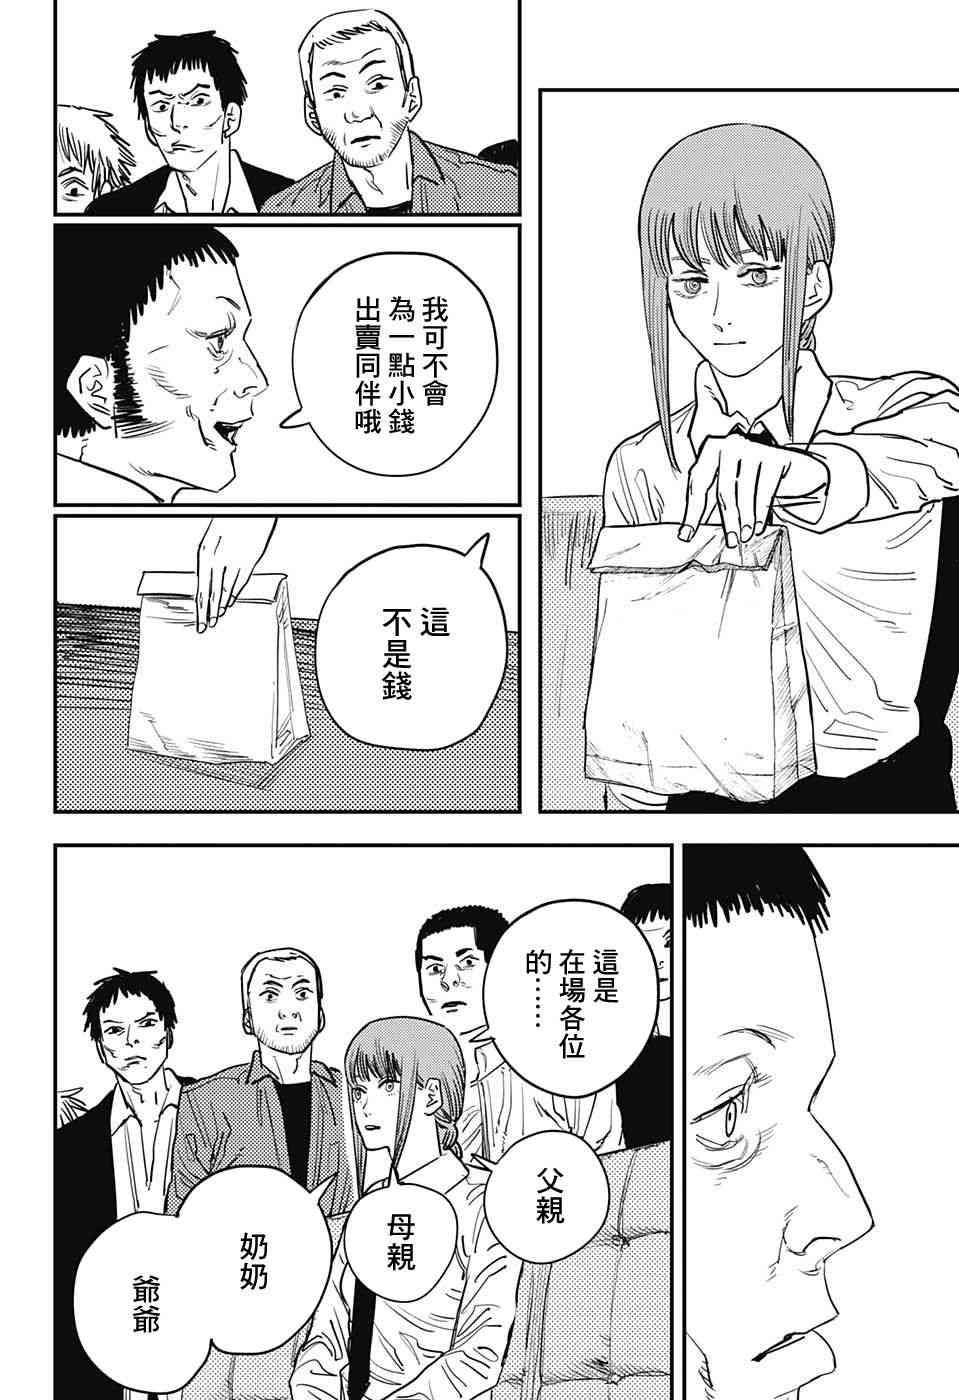 我可不會
為一點小錢
出賣同伴哦
這
不是錢
這是
在場各位
的……
父親
母親
奶奶
爺爺